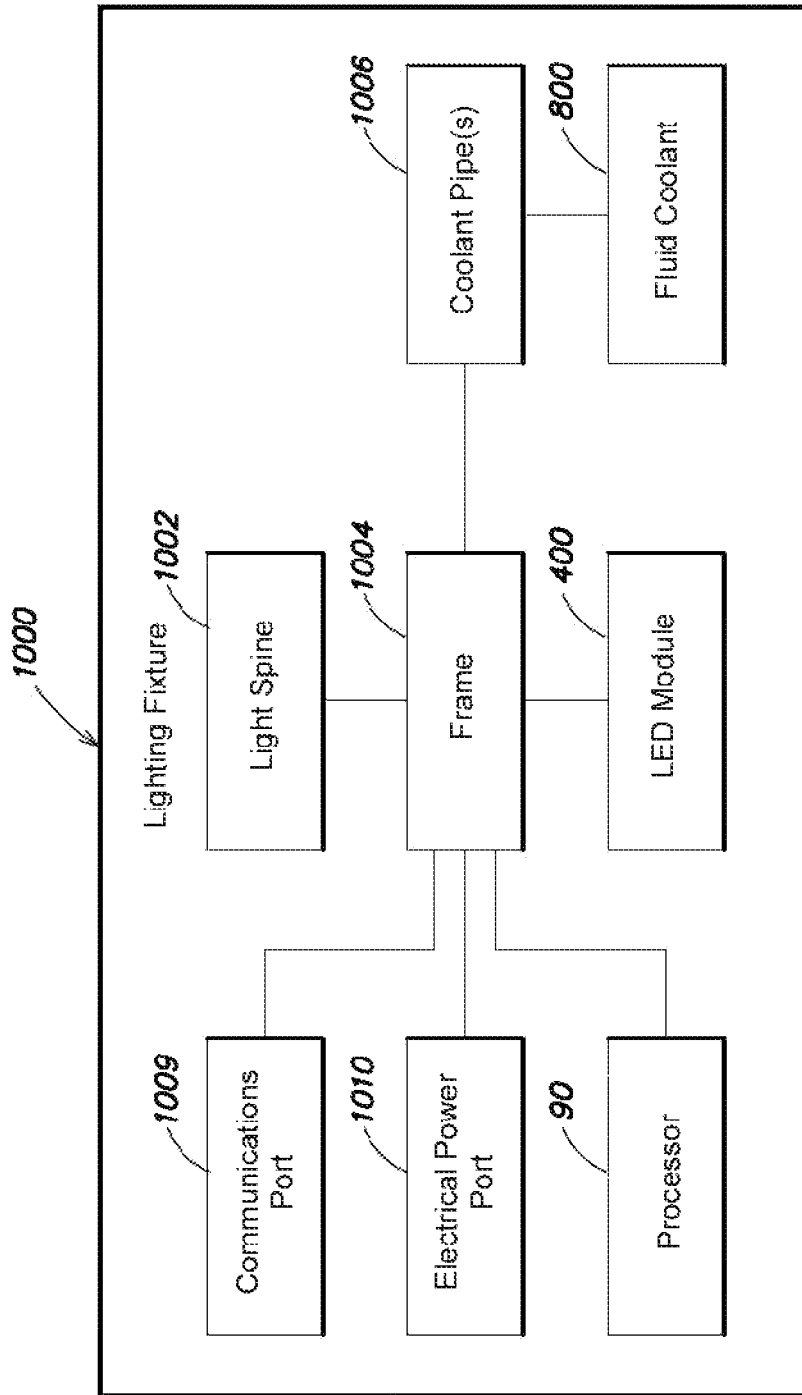 1000
Lighting Fixture
1009
Communications
Port
1002
Light Spine
1006
Coolant Pipe(s)
1010
Electrical Power
Port
1004
Frame
800
Fluid Coolant
90
Processor
400
LED Module